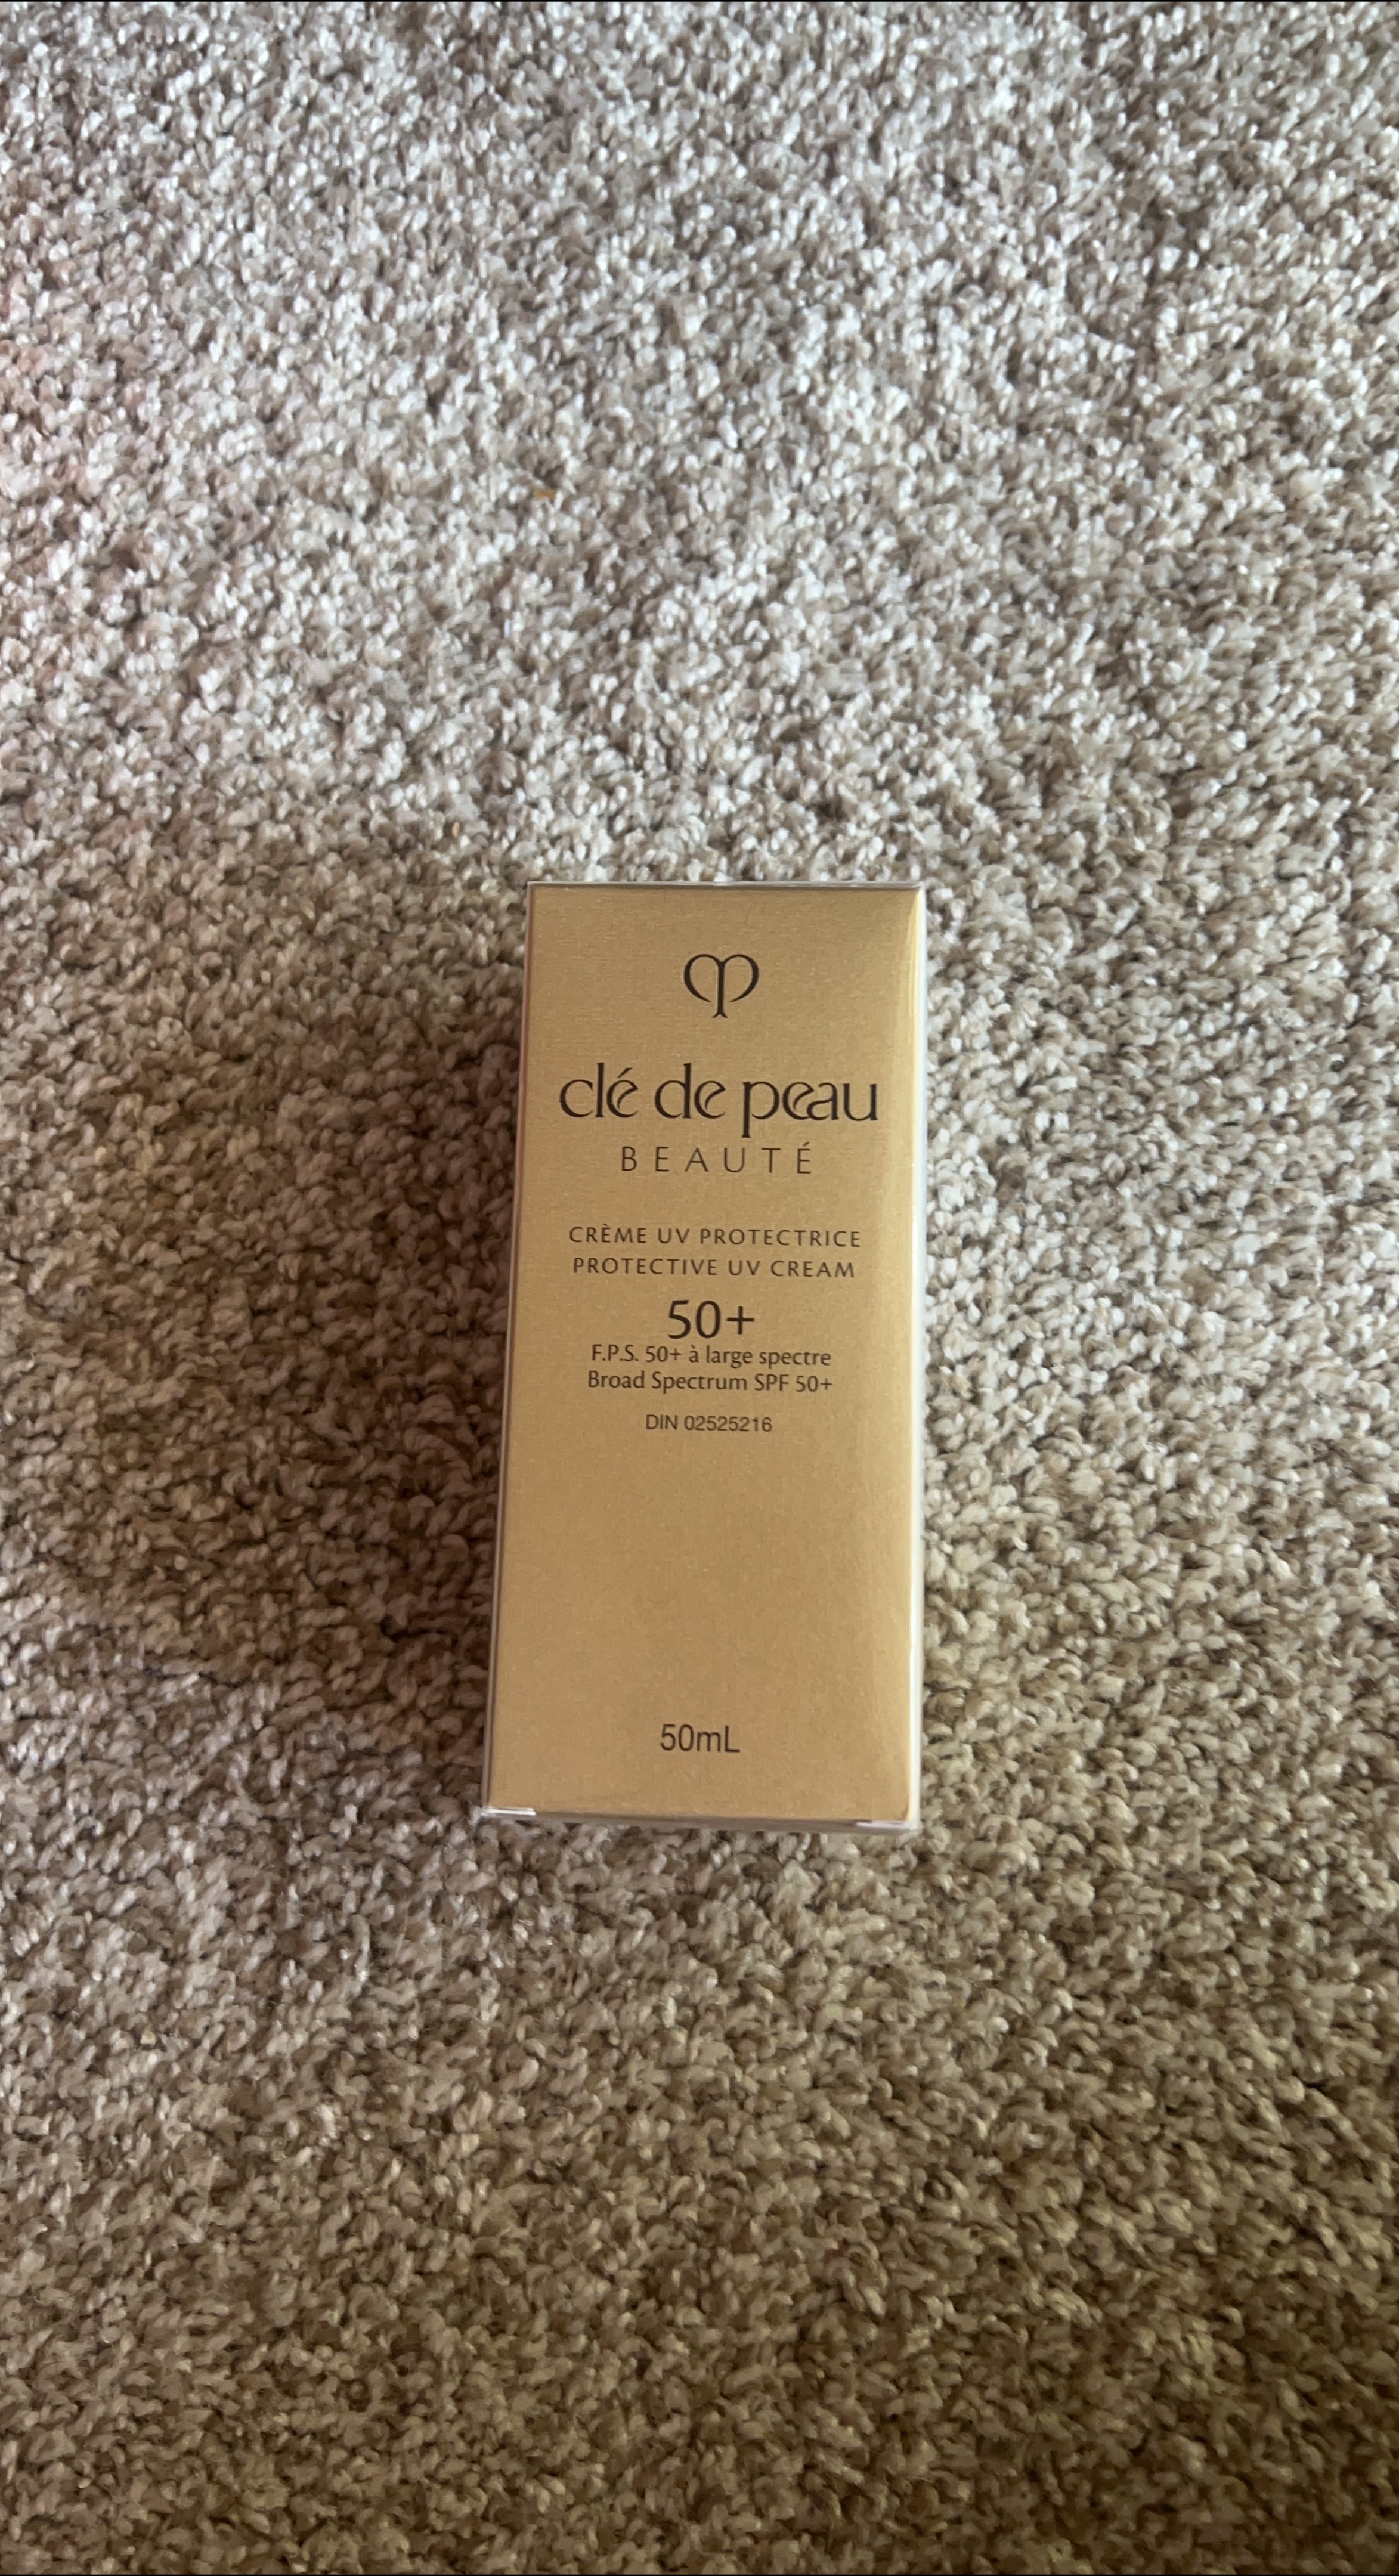 clé de peau
BEAUTÉ
CRÈME UV PROTECTRICE
PROTECTIVE UV CREAM
50+
F.P.S. 50+ à large spectre
Broad Spectrum SPF 50+
DIN 02525216
50mL